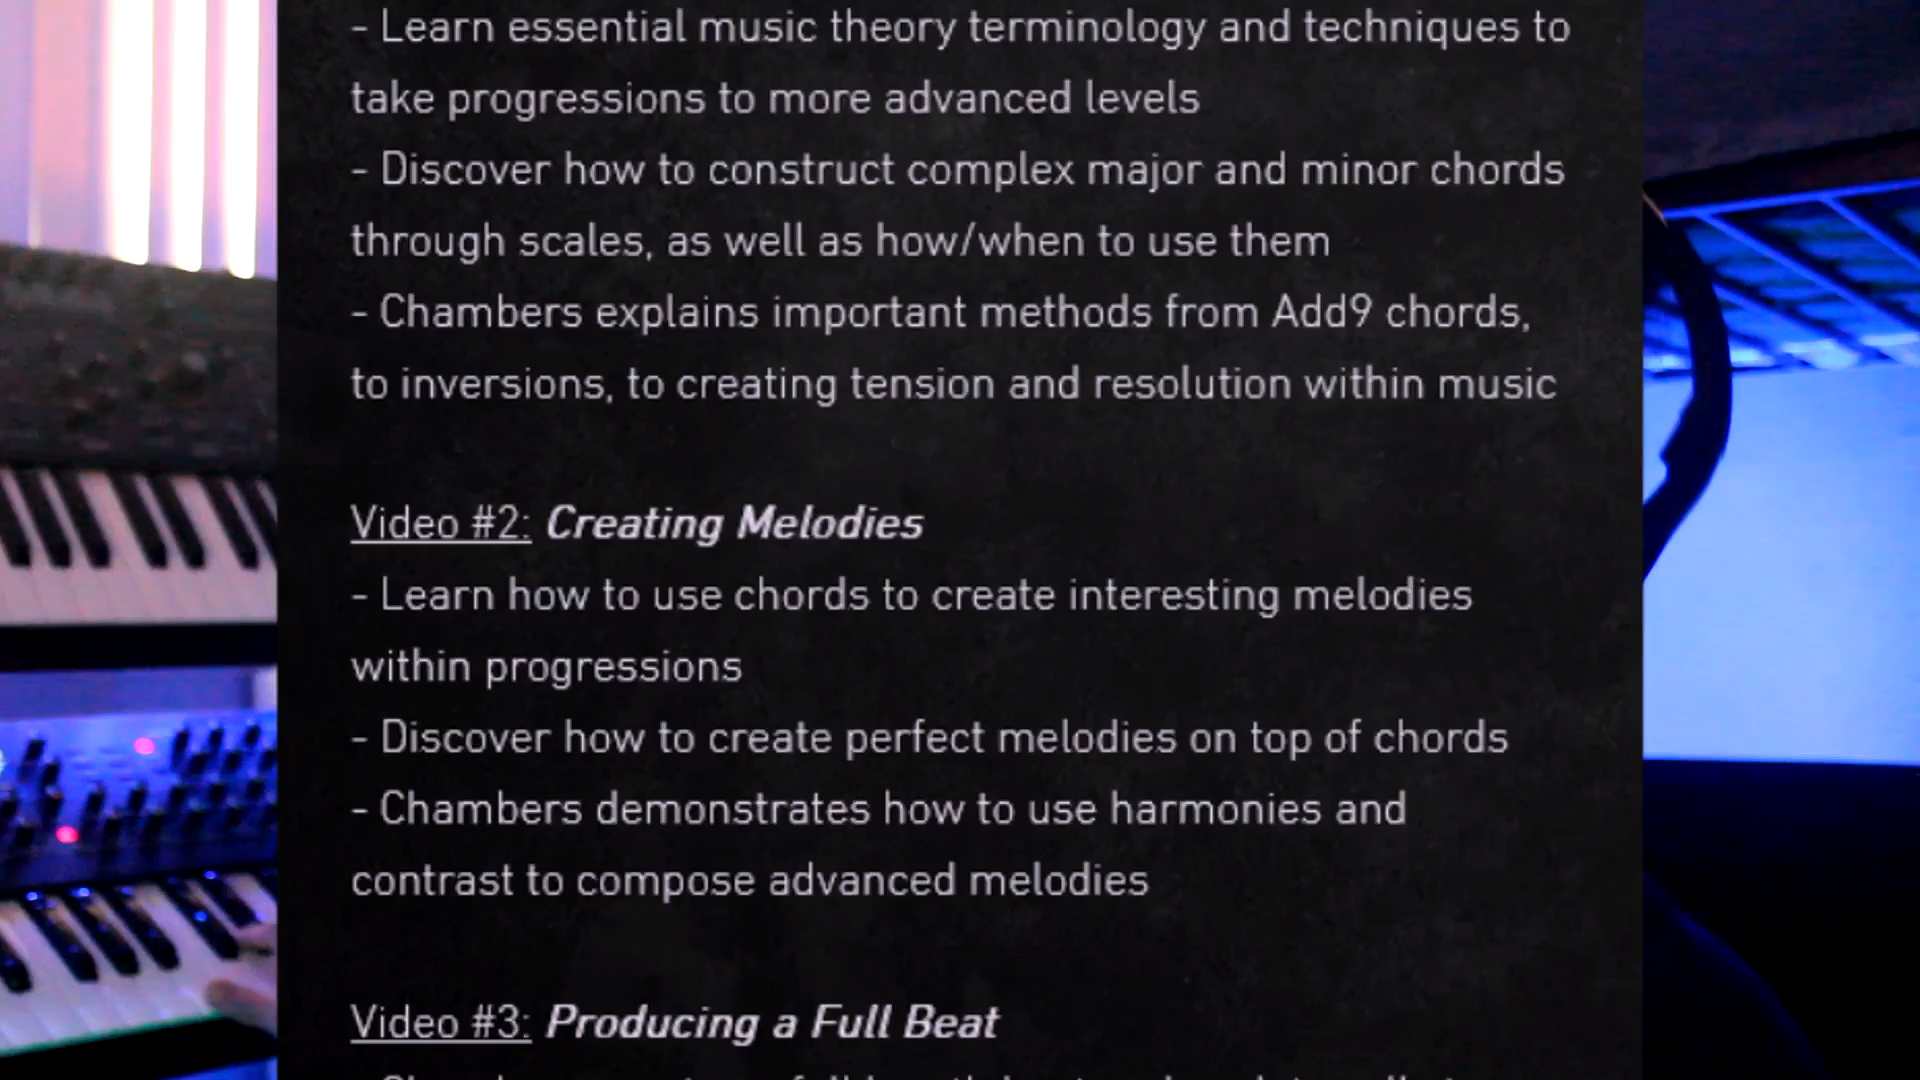 - Learn essential music theory terminology and techniques to
take progressions to more advanced levels
- Discover how to construct complex major and minor chords
through scales, as well as how/when to use them
- Chambers explains important methods from Add9 chords,
to inversions, to creating tension and resolution within music
Video #2: Creating Melodies
- Learn how to use chords to create interesting melodies
within progressions
- Discover how to create perfect melodies on top of chords
- Chambers demonstrates how to use harmonies and
contrast to compose advanced melodies
Video #3: Producing a Full Beat